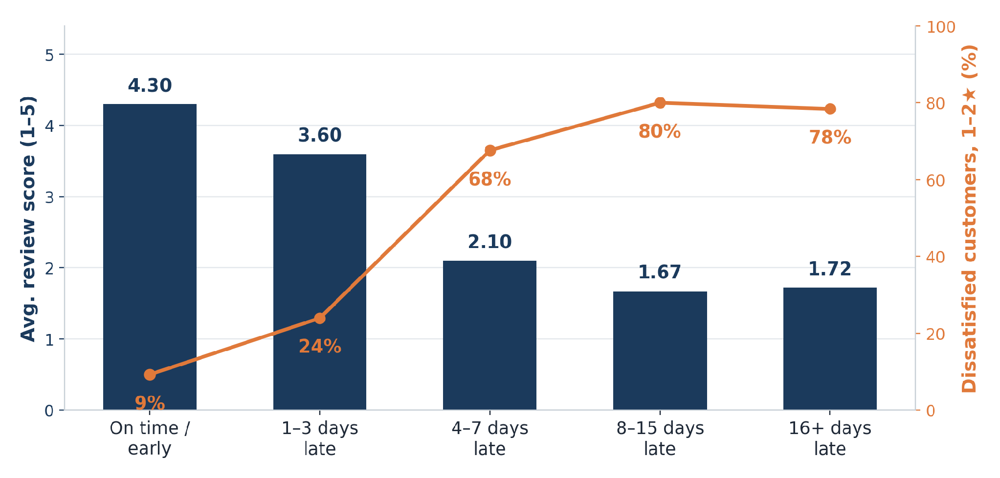 100
5
4.30
80
4
3.60
80%
78%
68%
60
3
2.10
40
2
1.67
1.72
24%
20
1
9%
0
0
Avg. review score (1–5)
Dissatisfied customers, 1–2★ (%)
On time /
early
1–3 days
late
4–7 days
late
8–15 days
late
16+ days
late